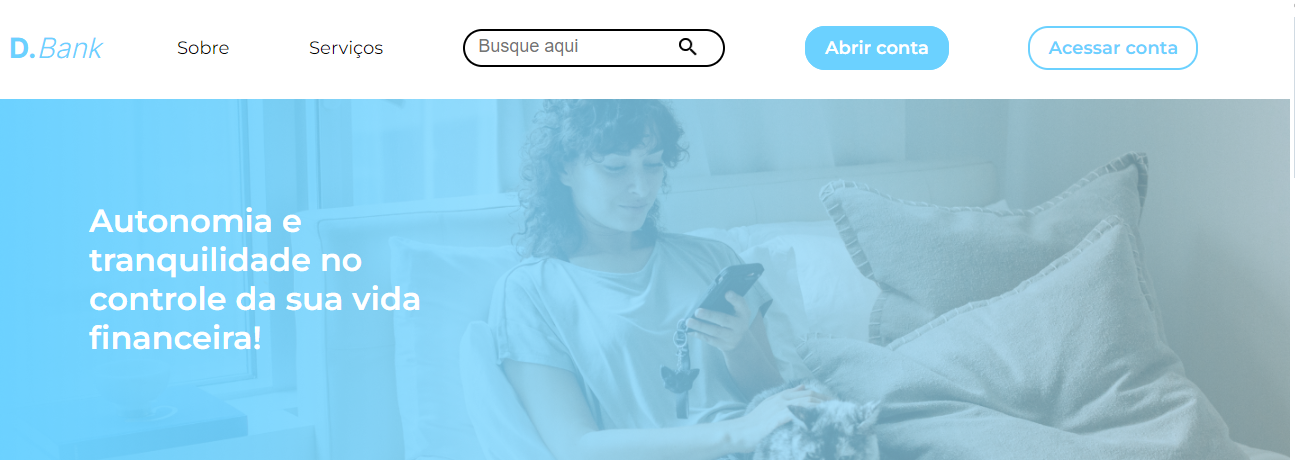 D.Bank
Sobre
Serviços
Busque aqui
Abrir conta
Acessar conta
Autonomia e
tranquilidade no
controle da sua vida
financeira!